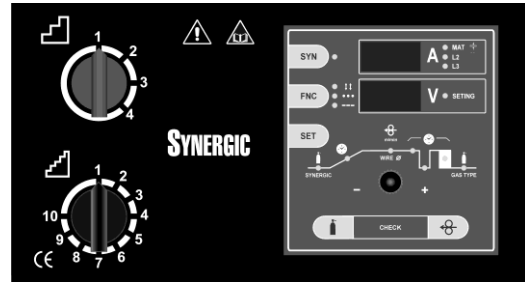 1
2
3
4
1
2
3
4
5
6
7
8
9
10
CE
SYNERGIC
SYN
FNC
SET
A
MAT
L2
L3
V
SETING
SYNERGIC
WIRE Ø
GAS TYPE
- +
CHECK